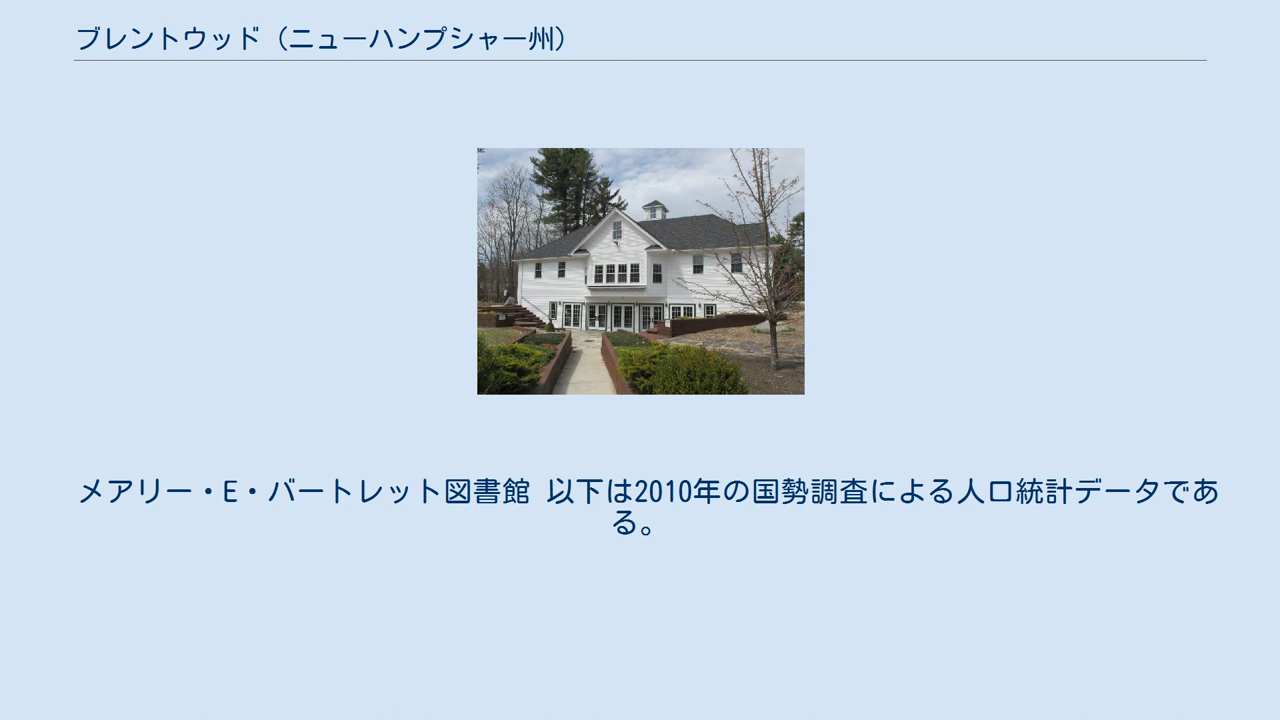 ブレントウッド（ニューハンプシャー州）
メアリー・E・バートレット図書館 以下は2010年の国勢調査による人口統計データであ
る。